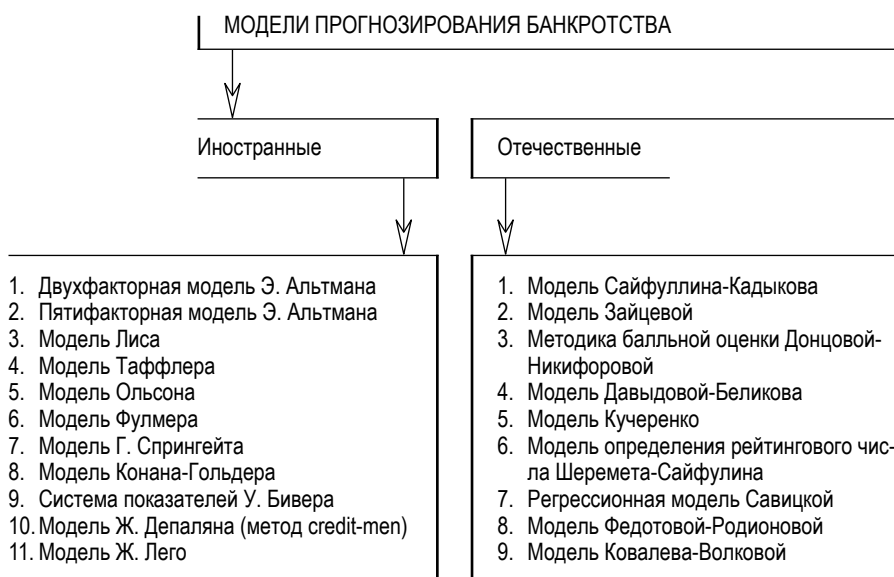 МОДЕЛИ ПРОГНОЗИРОВАНИЯ БАНКРОТСТВА
Иностранные
1. Двухфакторная модель Э. Альтмана
2. Пятифакторная модель Э. Альтмана
3. Модель Лиса
4. Модель Таффлера
5. Модель Ольсона
6. Модель Фулмера
7. Модель Г. Спрингейта
8. Модель Конана-Гольдера
9. Система показателей У. Бивера
10. Модель Ж. Депаляна (метод credit-men)
11. Модель Ж. Лего
Отечественные
1. Модель Сайфуллина-Кадыкова
2. Модель Зайцевой
3. Методика балльной оценки Донцовой-
Никифоровой
4. Модель Давыдовой-Беликова
5. Модель Кучеренко
6. Модель определения рейтингового чис-
ла Шеремета-Сайфулина
7. Регрессионная модель Савицкой
8. Модель Федотовой-Родионовой
9. Модель Ковалева-Волковой